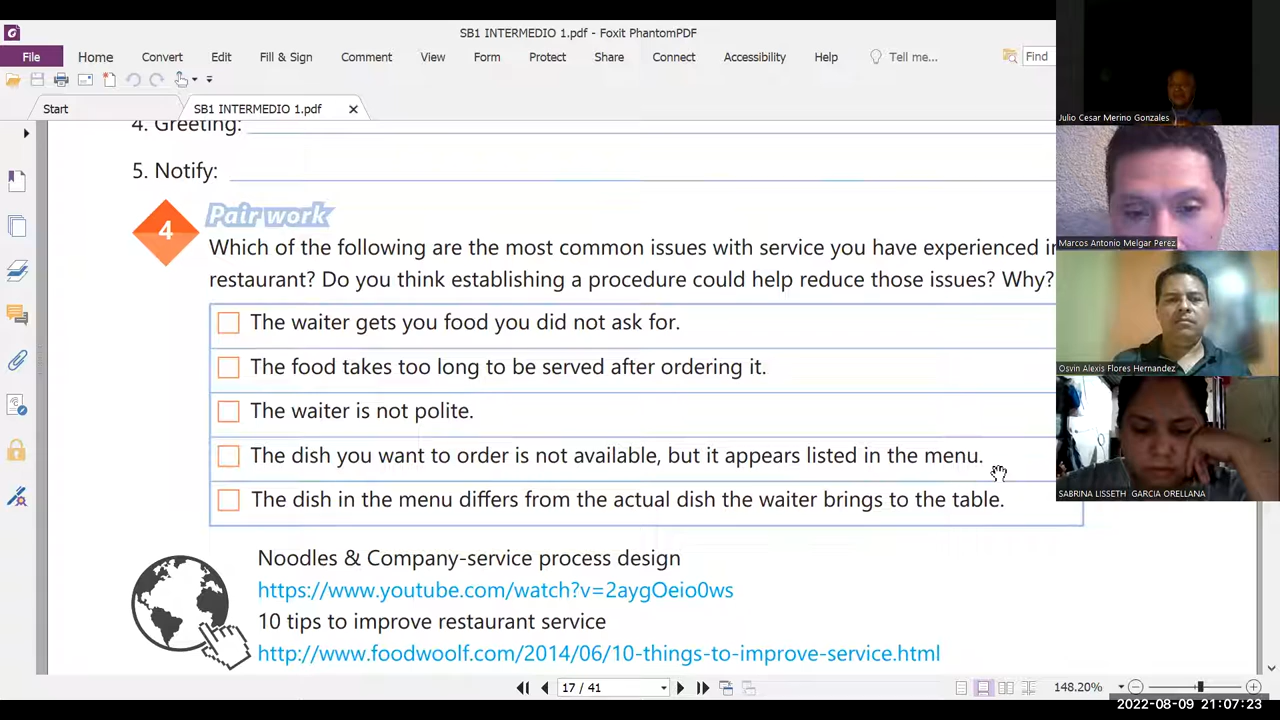 SB1 INTERMEDIO 1.pdf - Foxit PhantomPDF
File Home Convert Edit Fill & Sign Comment View Form Protect Share Connect Accessibility Help Tell me... Find
Start SB1 INTERMEDIO 1.pdf
4. Greeting:
5. Notify:
4 Pair work
Which of the following are the most common issues with service you have experienced in
restaurant? Do you think establishing a procedure could help reduce those issues? Why?
The waiter gets you food you did not ask for.
The food takes too long to be served after ordering it.
The waiter is not polite.
The dish you want to order is not available, but it appears listed in the menu.
The dish in the menu differs from the actual dish the waiter brings to the table.
Noodles & Company-service process design
https://www.youtube.com/watch?v=2aygOeio0ws
10 tips to improve restaurant service
http://www.foodwoolf.com/2014/06/10-things-to-improve-service.html
17 / 41
148.20%
Julio Cesar Merino Gonzales
Marcos Antonio Melgar Perez
Osvin Alexis Flores Hernandez
SABRINA LISSETH GARCIA ORELLANA
2022-08-09 21:07:23